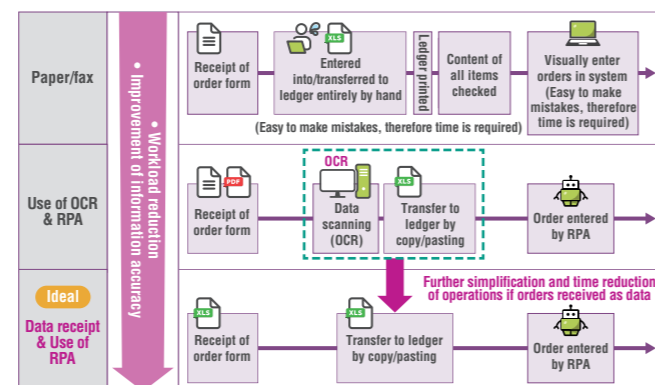 Paper/fax
• Workload reduction
• Improvement of information accuracy
Receipt of
order form
XLS
Entered
into/transferred to
ledger entirely by hand
Ledger printed
Content of
all items
checked
Visually enter
orders in system
(Easy to make
mistakes, therefore
time is required)
(Easy to make mistakes, therefore time is required)
Use of OCR
& RPA
PDF
Receipt of
order form
OCR
Data
scanning
(OCR)
XLS
Transfer to
ledger by
copy/pasting
Order entered
by RPA
Further simplification and time reduction
of operations if orders received as data
Ideal
Data receipt
& Use of
RPA
XLS
Receipt of
order form
XLS
Transfer to ledger
by copy/pasting
Order entered
by RPA